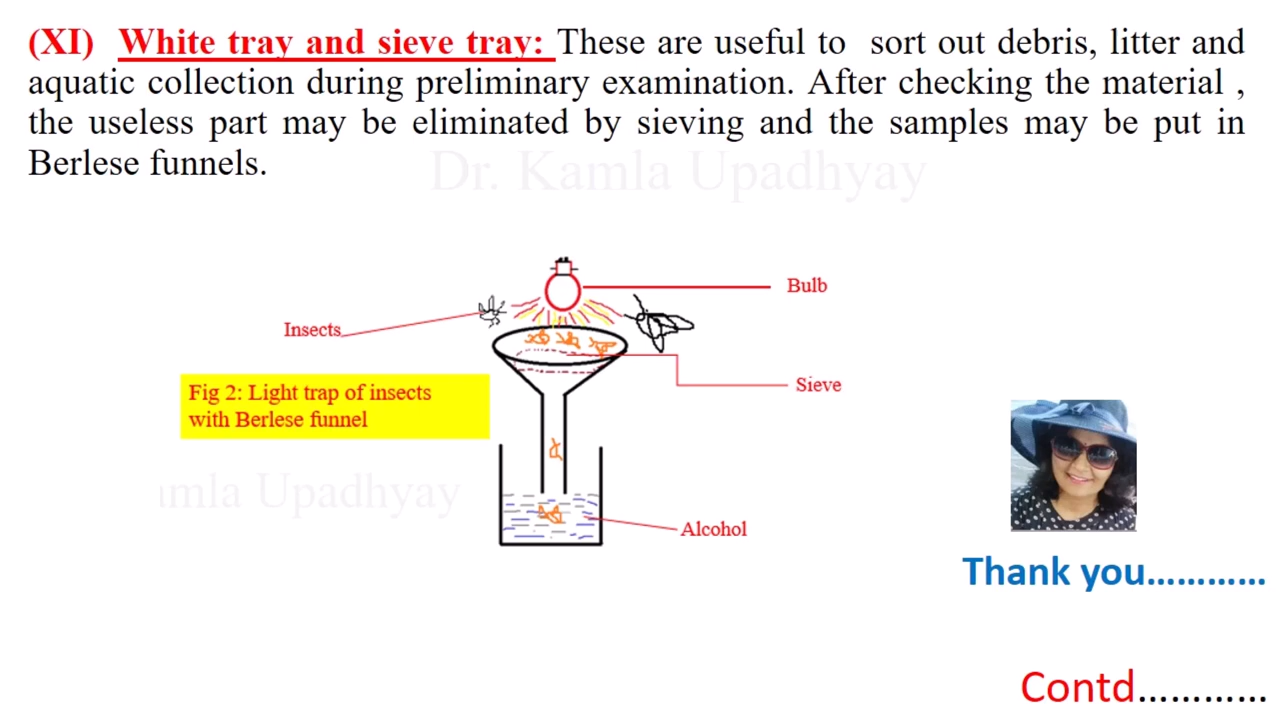 (XI) White tray and sieve tray: These are useful to sort out debris, litter and
aquatic collection during preliminary examination. After checking the material ,
the useless part may be eliminated by sieving and the samples may be put in
Berlese funnels.
Dr. Kamla Upadhyay
Bulb
Insects
Sieve
Fig 2: Light trap of insects
with Berlese funnel
amla Upadhyay
Alcohol
Thank you............
Contd............